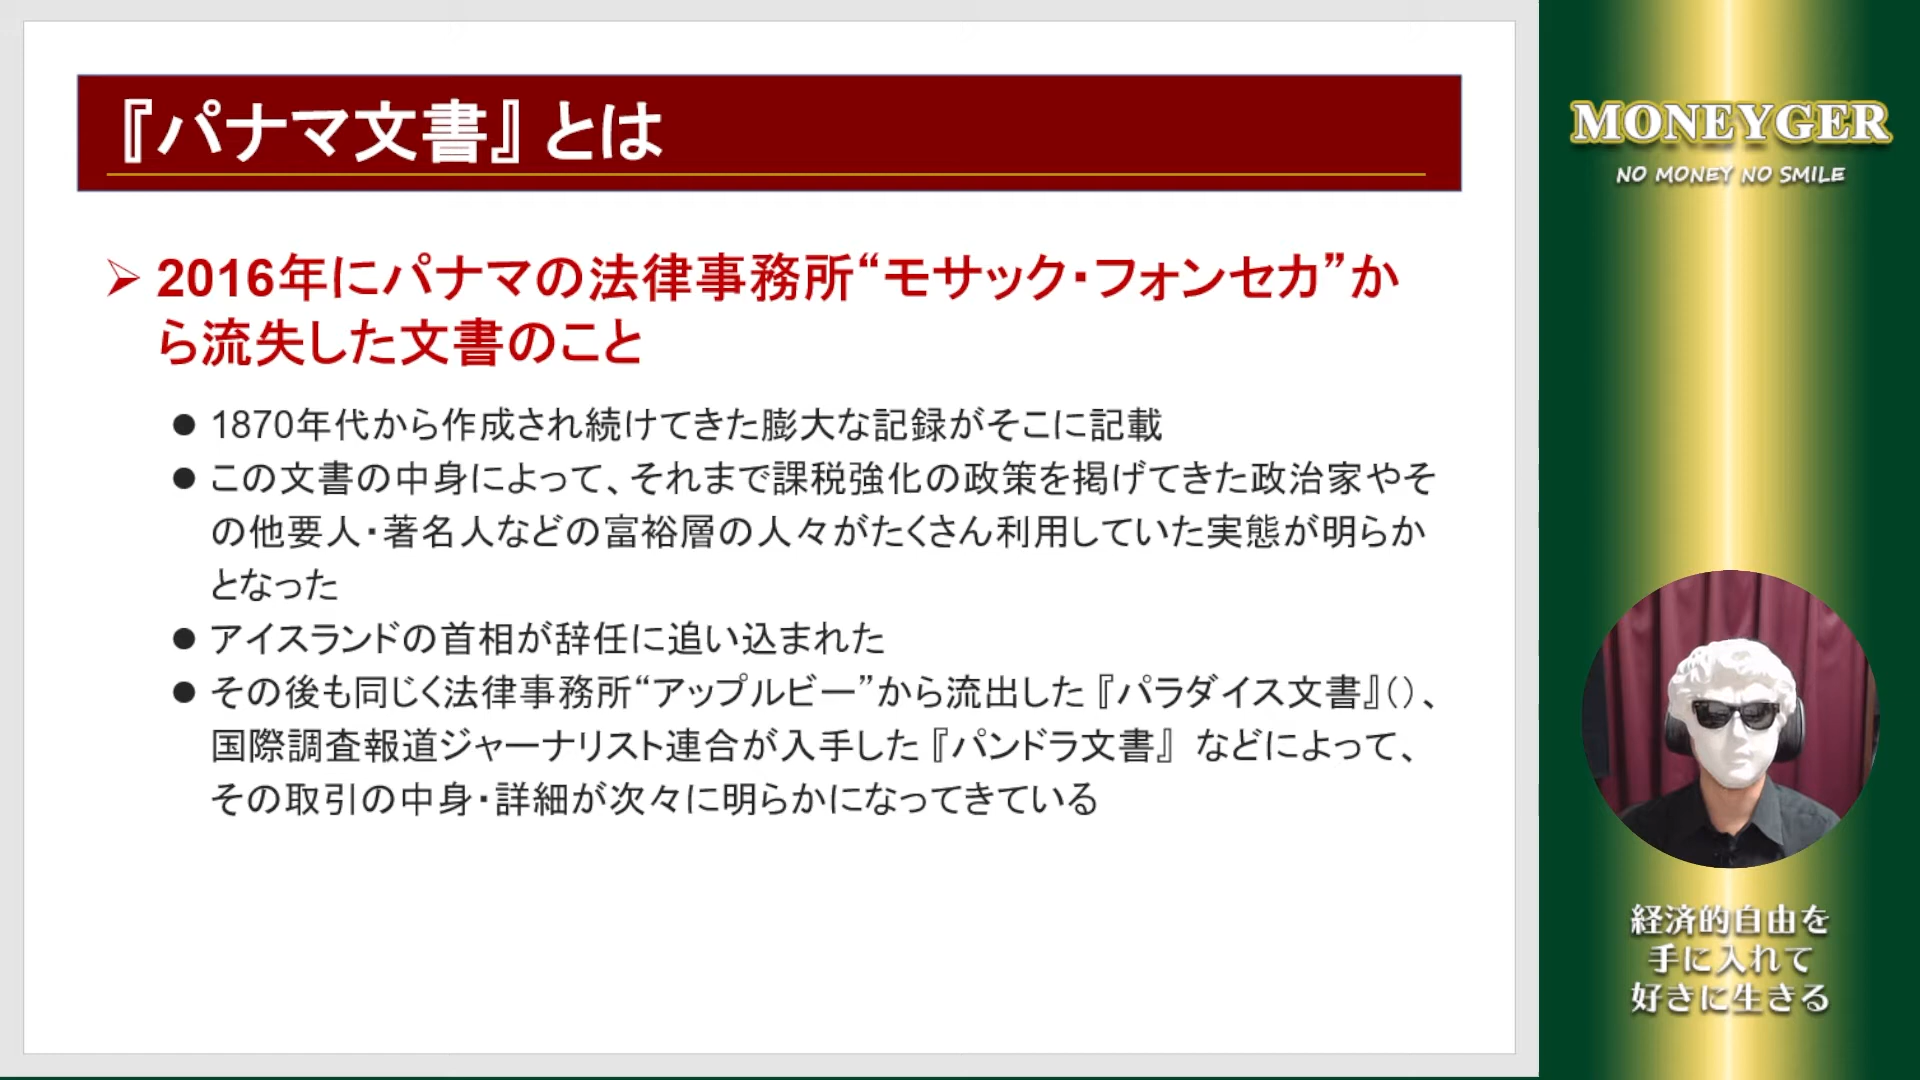 『パナマ文書』とは
➢ 2016年にパナマの法律事務所“モサック・フォンセカ”か
ら流失した文書のこと
● 1870年代から作成され続けてきた膨大な記録がそこに記載
● この文書の中身によって、それまで課税強化の政策を掲げてきた政治家やそ
の他要人・著名人などの富裕層の人々がたくさん利用していた実態が明らか
となった
● アイスランドの首相が辞任に追い込まれた
● その後も同じく法律事務所“アップルビー”から流出した『パラダイス文書』()、
国際調査報道ジャーナリスト連合が入手した『パンドラ文書』 などによって、
その取引の中身・詳細が次々に明らかになってきている
MONEYGER
NO MONEY NO SMILE
経済的自由を
手に入れて
好きに生きる